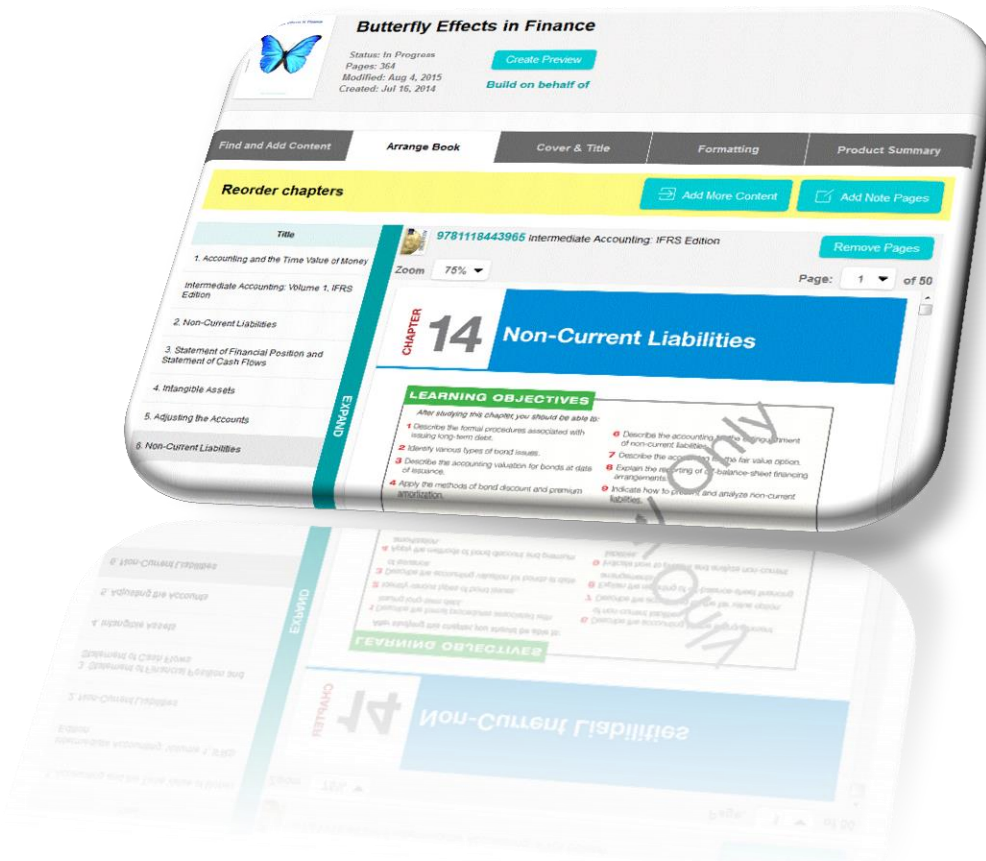 Butterfly Effects in Finance
Status: In Progress
Pages: 364
Modified: Aug 4, 2015
Created: Jul 16, 2014
Create Preview
Build on behalf of
Find and Add Content
Arrange Book
Cover & Title
Formatting
Product Summary
Reorder chapters
Add More Content
Add Note Pages
Title
1. Accounting and the Time Value of Money
Intermediate Accounting: Volume 1, IFRS
Edition
2. Non-Current Liabilities
3. Statement of Financial Position and
Statement of Cash Flows
4. Intangible Assets
5. Adjusting the Accounts
6. Non-Current Liabilities
EXPAND
9781118443965 Intermediate Accounting: IFRS Edition
Remove Pages
Zoom 75%
Page: 1 of 50
CHAPTER
14
Non-Current Liabilities
LEARNING OBJECTIVES
After studying this chapter, you should be able to:
1 Describe the formal procedures associated with
issuing long-term debt.
2 Identify various types of bond issues.
3 Describe the accounting valuation for bonds at date
of issuance.
4 Apply the methods of bond discount and premium
amortization.
6 Describe the accounting for the extinguishment
of non-current liabilities.
7 Describe the accounting for the fair value option.
8 Explain the reporting of off-balance-sheet financing
arrangements.
9 Indicate how to present and analyze non-current
liabilities.
Only